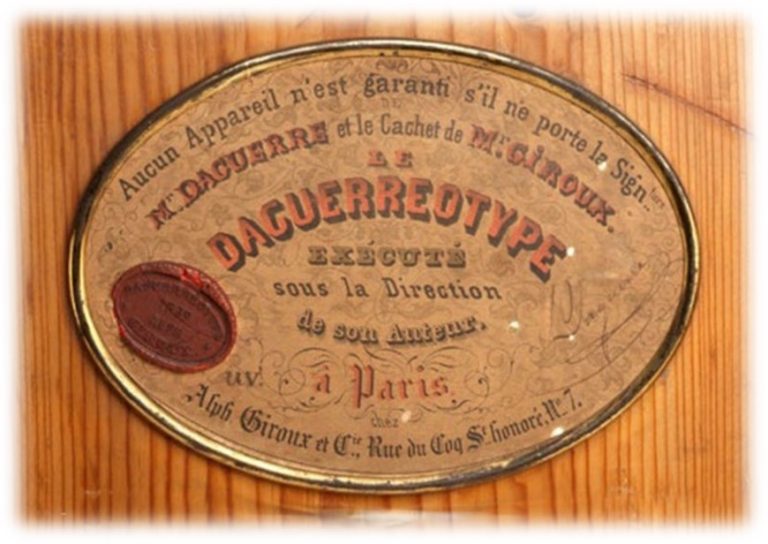 Aucun Appareil n'est garanti s'il ne porte la Sign.ture
DE
Mr. DAGUERRE et le Cachet de Mr. GIROUX.
LE
DAGUERREOTYPE
EXÉCUTÉ
sous la Direction
de son Auteur.
à Paris
chez
Alph Giroux et Cie., Rue du Coq St. honoré, No. 7.